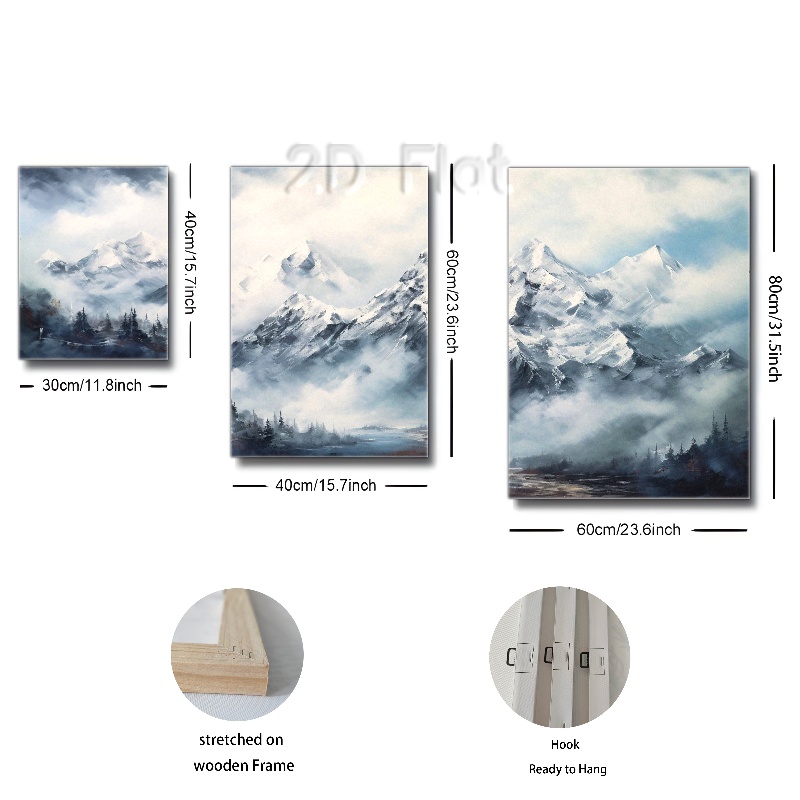 2D Flat
40cm/15.7inch
30cm/11.8inch
60cm/23.6inch
40cm/15.7inch
80cm/31.5inch
60cm/23.6inch
stretched on
wooden Frame
Hook
Ready to Hang